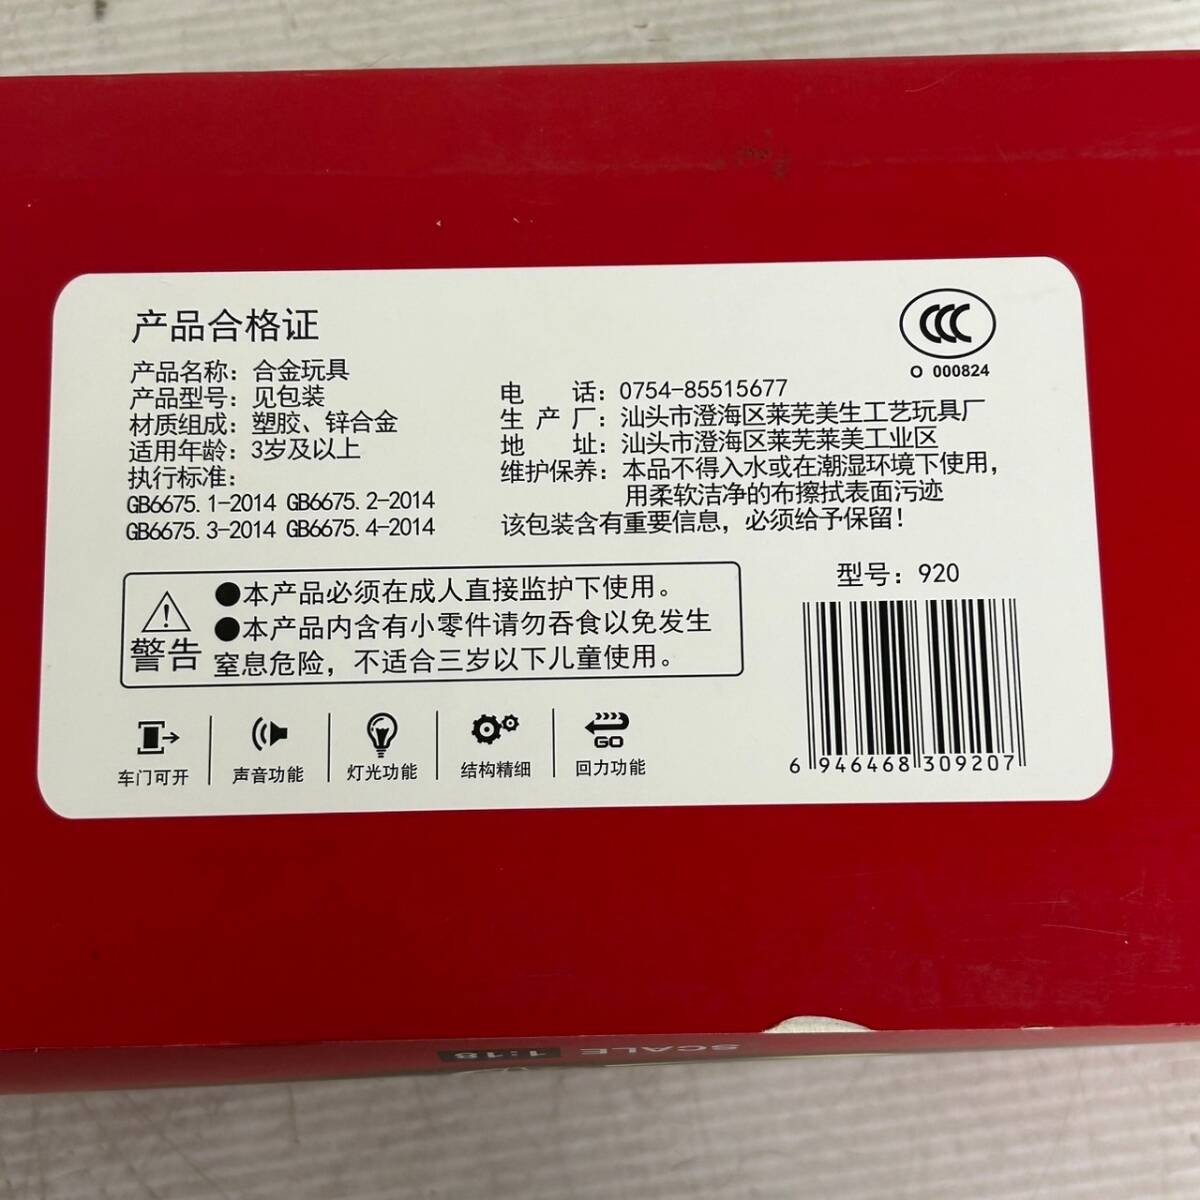 产品合格证
产品名称：合金玩具
产品型号：见包装
材质组成：塑胶、锌合金
适用年龄：3岁及以上
执行标准：
GB6675.1-2014 GB6675.2-2014
GB6675.3-2014 GB6675.4-2014
CCC
O 000824
电 话：0754-85515677
生产厂：汕头市澄海区莱芜美生工艺玩具厂
地 址：汕头市澄海区莱芜莱美工业区
维护保养：本品不得入水或在潮湿环境下使用，
用柔软洁净的布擦拭表面污迹
该包装含有重要信息，必须给予保留！
警告
●本产品必须在成人直接监护下使用。
●本产品内含有小零件请勿吞食以免发生
窒息危险，不适合三岁以下儿童使用。
型号：920
6 946468 309207
车门可开
声音功能
灯光功能
结构精细
GO
回力功能
SCALE 1:18